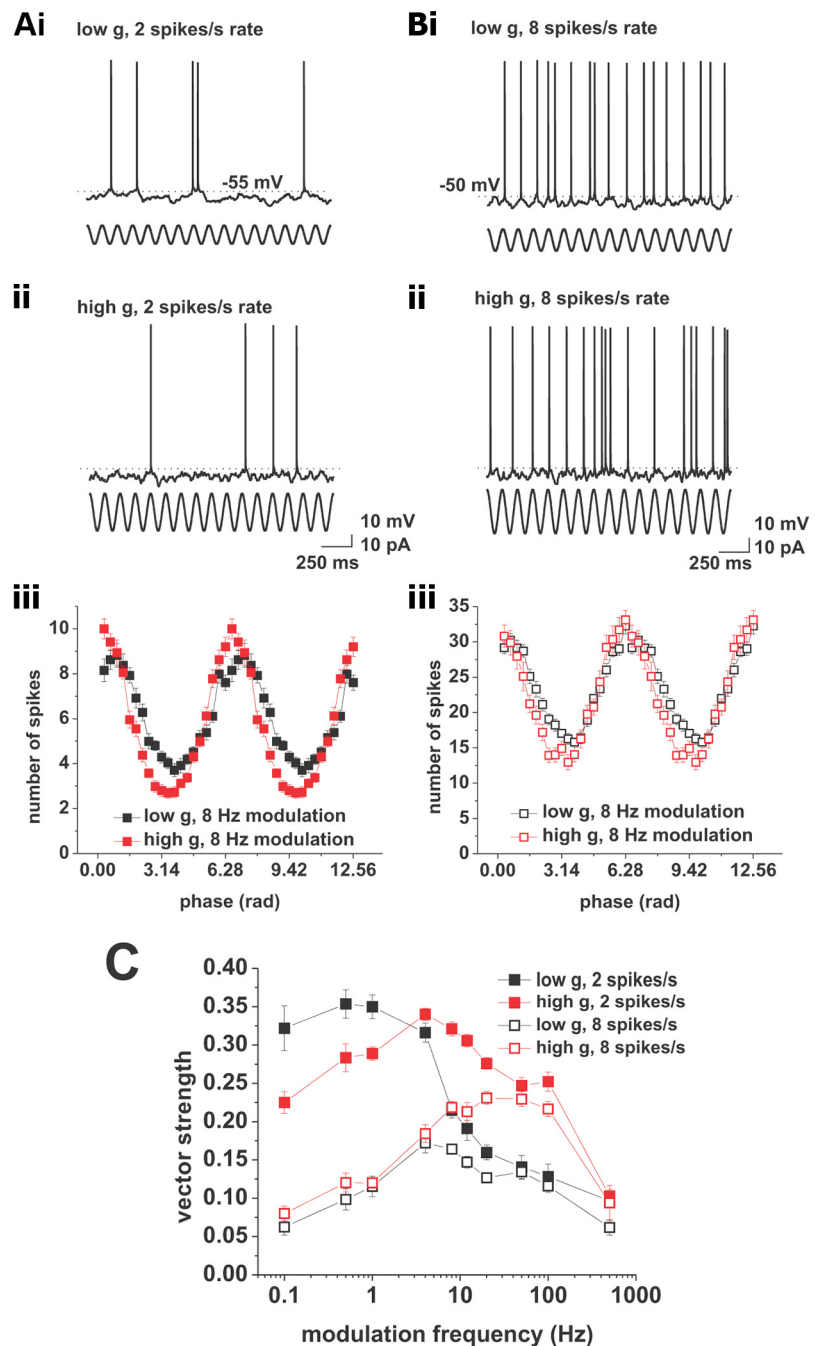 Ai
low g, 2 spikes/s rate
-55 mV
Bi
low g, 8 spikes/s rate
-50 mV
ii
high g, 2 spikes/s rate
10 mV
10 pA
250 ms
ii
high g, 8 spikes/s rate
10 mV
10 pA
250 ms
iii
number of spikes
10
8
6
4
2
0
low g, 8 Hz modulation
high g, 8 Hz modulation
0.00 3.14 6.28 9.42 12.56
phase (rad)
iii
number of spikes
35
30
25
20
15
10
5
0
low g, 8 Hz modulation
high g, 8 Hz modulation
0.00 3.14 6.28 9.42 12.56
phase (rad)
C
vector strength
0.40
0.35
0.30
0.25
0.20
0.15
0.10
0.05
0.00
low g, 2 spikes/s
high g, 2 spikes/s
low g, 8 spikes/s
high g, 8 spikes/s
0.1 1 10 100 1000
modulation frequency (Hz)